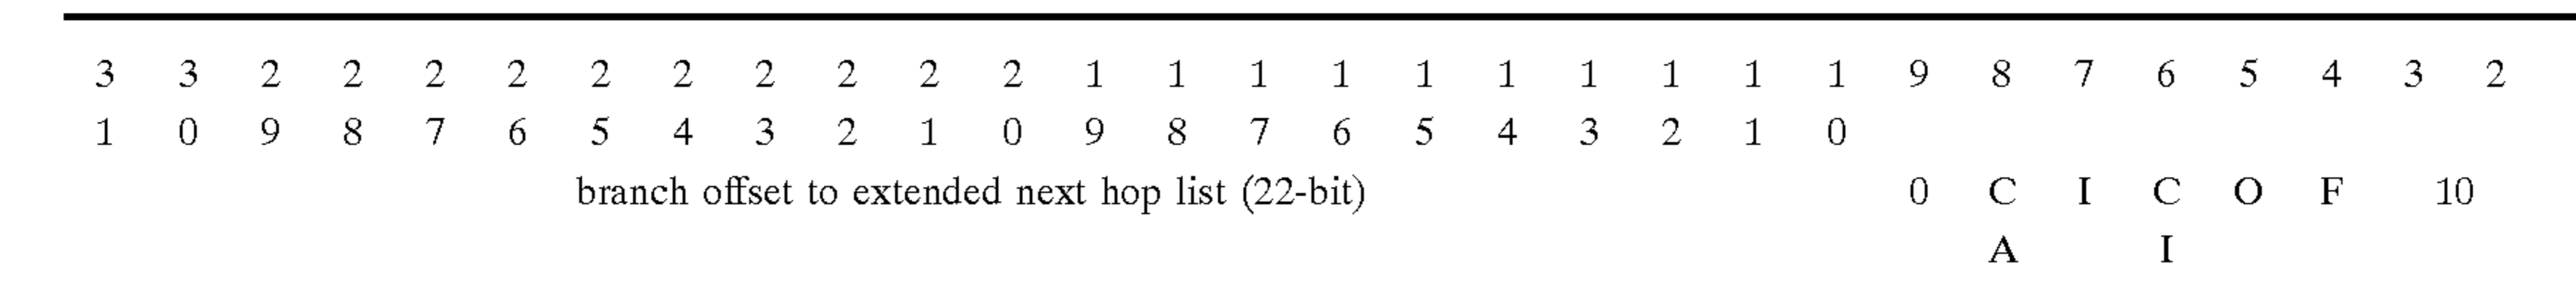 3 3 2 2 2 2 2 2 2 2 2 2 1 1 1 1 1 1 1 1 1 1 9 8 7 6 5 4 3 2
1 0 9 8 7 6 5 4 3 2 1 0 9 8 7 6 5 4 3 2 1 0
branch offset to extended next hop list (22-bit) 0 C I C O F 10
A I